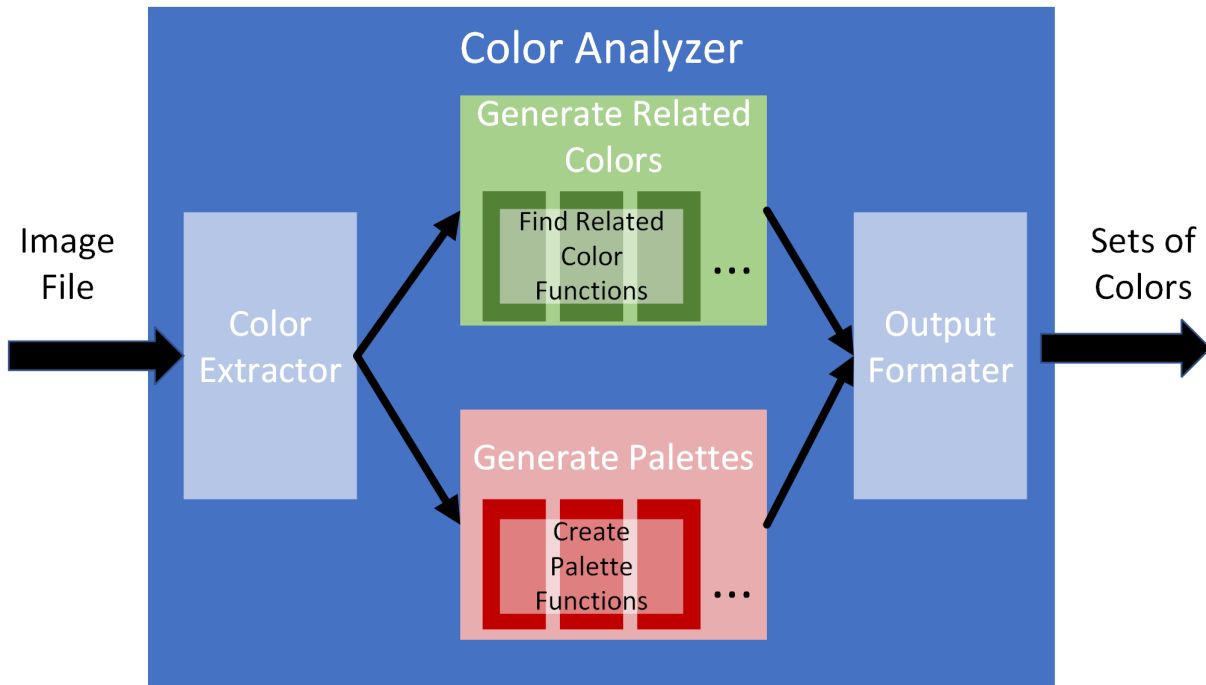 Color Analyzer
Generate Related
Colors
Find Related
Color
Functions
...
Image
File
Color
Extractor
Output
Formater
Sets of
Colors
Generate Palettes
Create
Palette
Functions
...